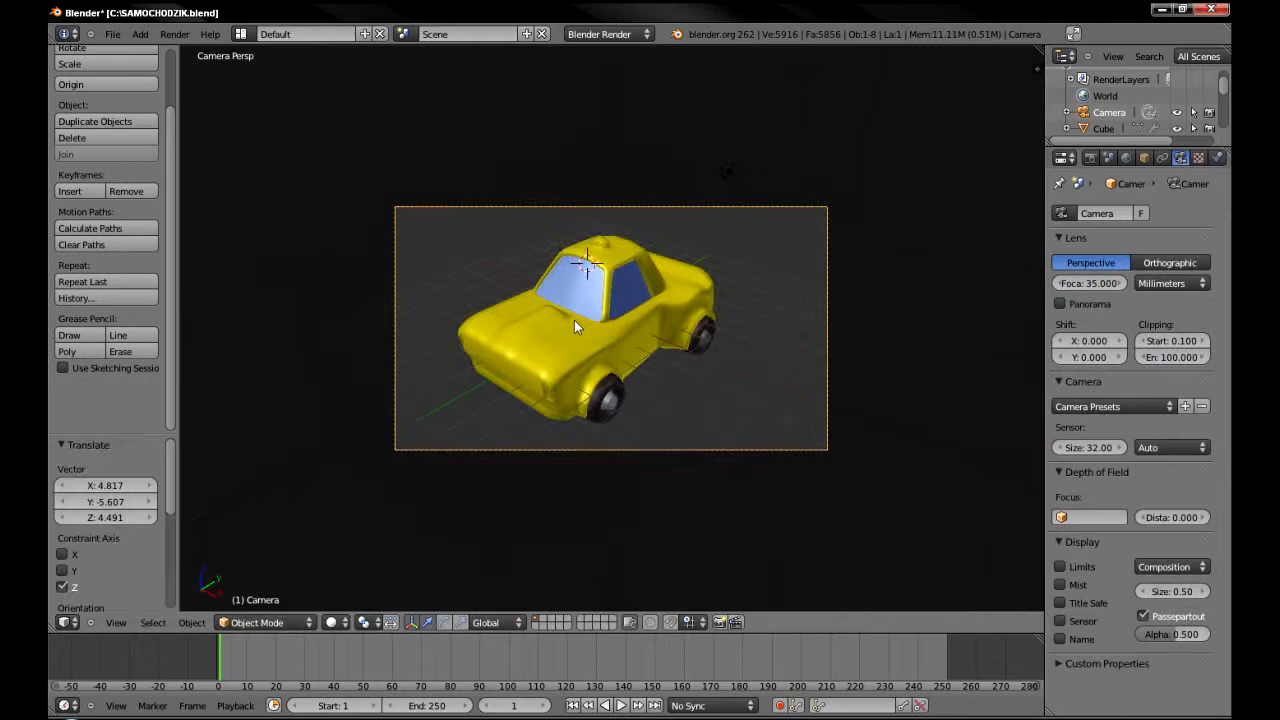 Blender* [C:\SAMOCHODZIK.blend]
File Add Render Help Default Scene Blender Render blender.org 262 | Ve:5916 | Fa:5856 | Ob:1-8 | La:1 | Mem:11.11M (0.51M) | Camera
Rotate
Scale
Origin
Object:
Duplicate Objects
Delete
Join
Keyframes:
Insert Remove
Motion Paths:
Calculate Paths
Clear Paths
Repeat:
Repeat Last
History...
Grease Pencil:
Draw Line
Poly Erase
Use Sketching Sessio
Translate
Vector
X: 4.817
Y: -5.607
Z: 4.491
Constraint Axis
X
Y
Z
Orientation
Camera Persp
(1) Camera
View Select Object Object Mode Global
-50 -40 -30 -20 -10 0 10 20 30 40 50 60 70 80 90 100 110 120 130 140 150 160 170 180 190 200 210 220 230 240 250 260 270 280
View Marker Frame Playback Start: 1 End: 250 1 No Sync
View Search All Scenes
RenderLayers
World
Camera
Cube
Camer Camer
Camera F
Lens
Perspective Orthographic
Foca: 35.000 Millimeters
Panorama
Shift: Clipping:
X: 0.000 Start: 0.100
Y: 0.000 En: 100.000
Camera
Camera Presets
Sensor:
Size: 32.00 Auto
Depth of Field
Focus:
Dista: 0.000
Display
Limits Composition
Mist Size: 0.50
Title Safe Passepartout
Sensor Alpha: 0.500
Name
Custom Properties